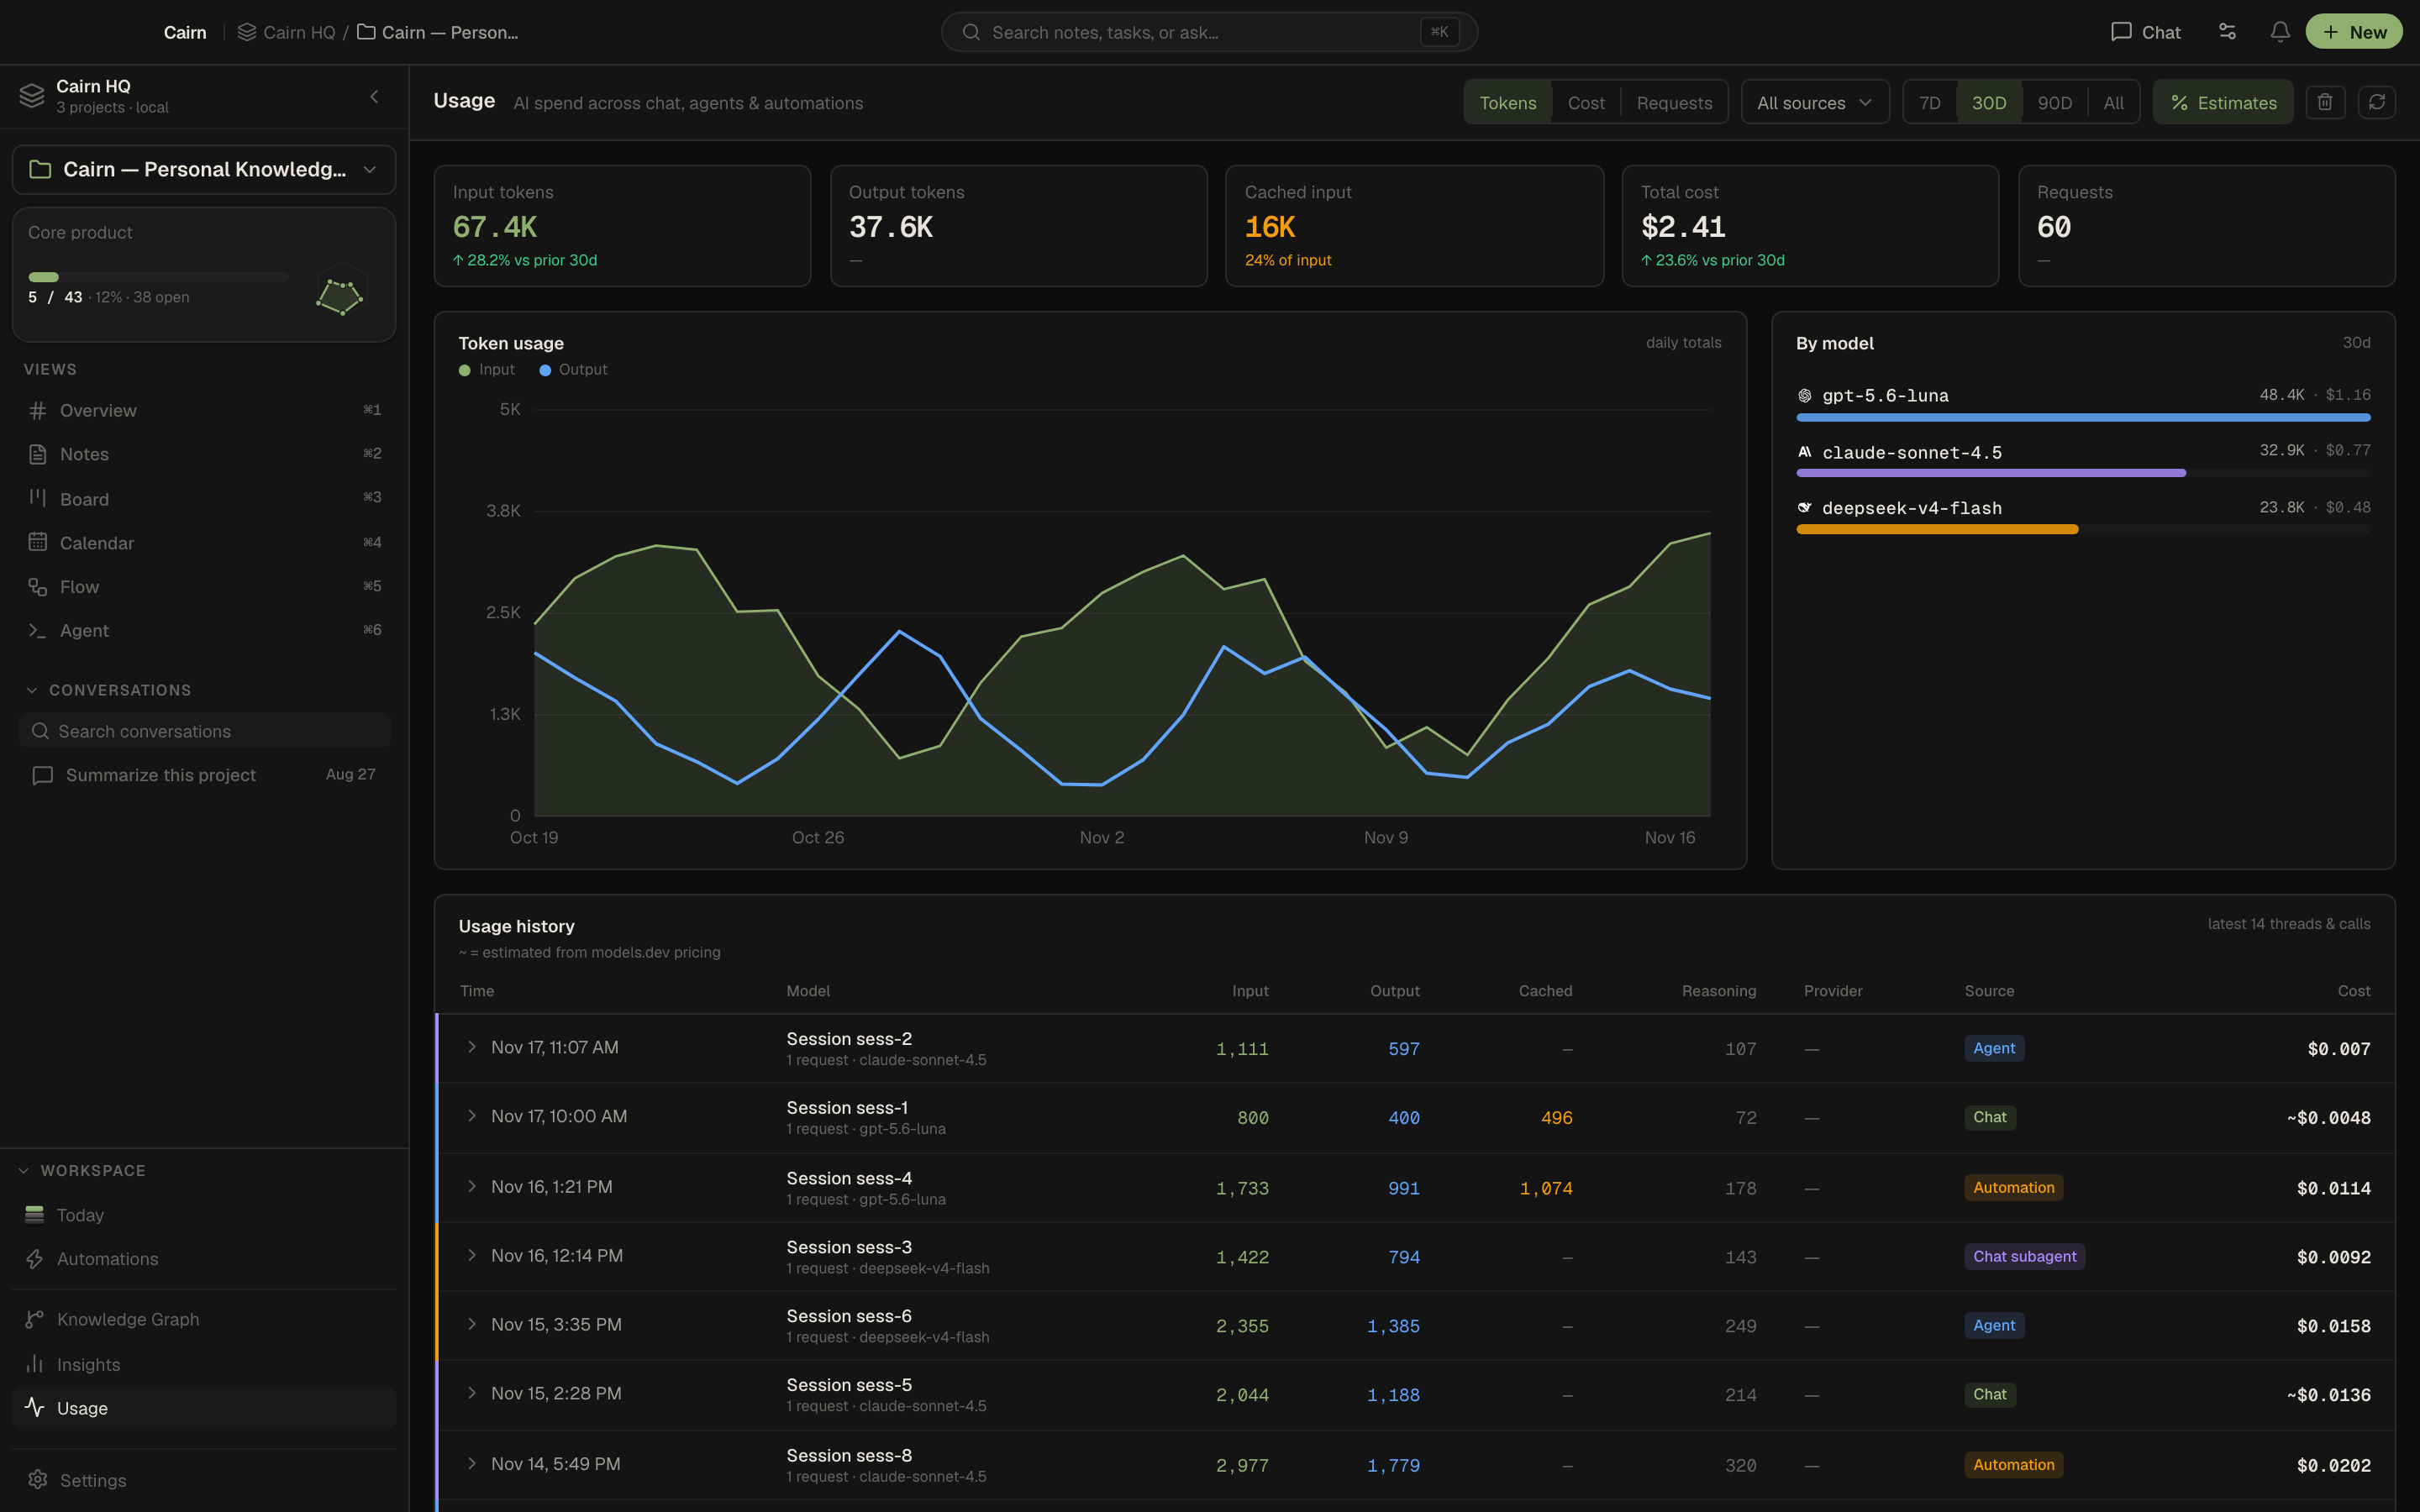 Cairn
Cairn HQ / Cairn — Person...
Search notes, tasks, or ask...
⌘K
Chat
New
Cairn HQ
3 projects · local
Cairn — Personal Knowledg...
Core product
5 / 43 · 12% · 38 open
VIEWS
Overview ⌘1
Notes ⌘2
Board ⌘3
Calendar ⌘4
Flow ⌘5
Agent ⌘6
CONVERSATIONS
Search conversations
Summarize this project Aug 27
WORKSPACE
Today
Automations
Knowledge Graph
Insights
Usage
Settings
Usage AI spend across chat, agents & automations
Tokens Cost Requests
All sources
7D 30D 90D All
Estimates
Input tokens
67.4K
↑ 28.2% vs prior 30d
Output tokens
37.6K
—
Cached input
16K
24% of input
Total cost
$2.41
↑ 23.6% vs prior 30d
Requests
60
—
Token usage daily totals
Input Output
5K
3.8K
2.5K
1.3K
0
Oct 19 Oct 26 Nov 2 Nov 9 Nov 16
By model 30d
gpt-5.6-luna 48.4K · $1.16
claude-sonnet-4.5 32.9K · $0.77
deepseek-v4-flash 23.8K · $0.48
Usage history latest 14 threads & calls
~ = estimated from models.dev pricing
Time Model Input Output Cached Reasoning Provider Source Cost
Nov 17, 11:07 AM Session sess-2 1,111 597 — 107 — Agent $0.007
1 request · claude-sonnet-4.5
Nov 17, 10:00 AM Session sess-1 800 400 496 72 — Chat ~$0.0048
1 request · gpt-5.6-luna
Nov 16, 1:21 PM Session sess-4 1,733 991 1,074 178 — Automation $0.0114
1 request · gpt-5.6-luna
Nov 16, 12:14 PM Session sess-3 1,422 794 — 143 — Chat subagent $0.0092
1 request · deepseek-v4-flash
Nov 15, 3:35 PM Session sess-6 2,355 1,385 — 249 — Agent $0.0158
1 request · deepseek-v4-flash
Nov 15, 2:28 PM Session sess-5 2,044 1,188 — 214 — Chat ~$0.0136
1 request · claude-sonnet-4.5
Nov 14, 5:49 PM Session sess-8 2,977 1,779 — 320 — Automation $0.0202
1 request · claude-sonnet-4.5